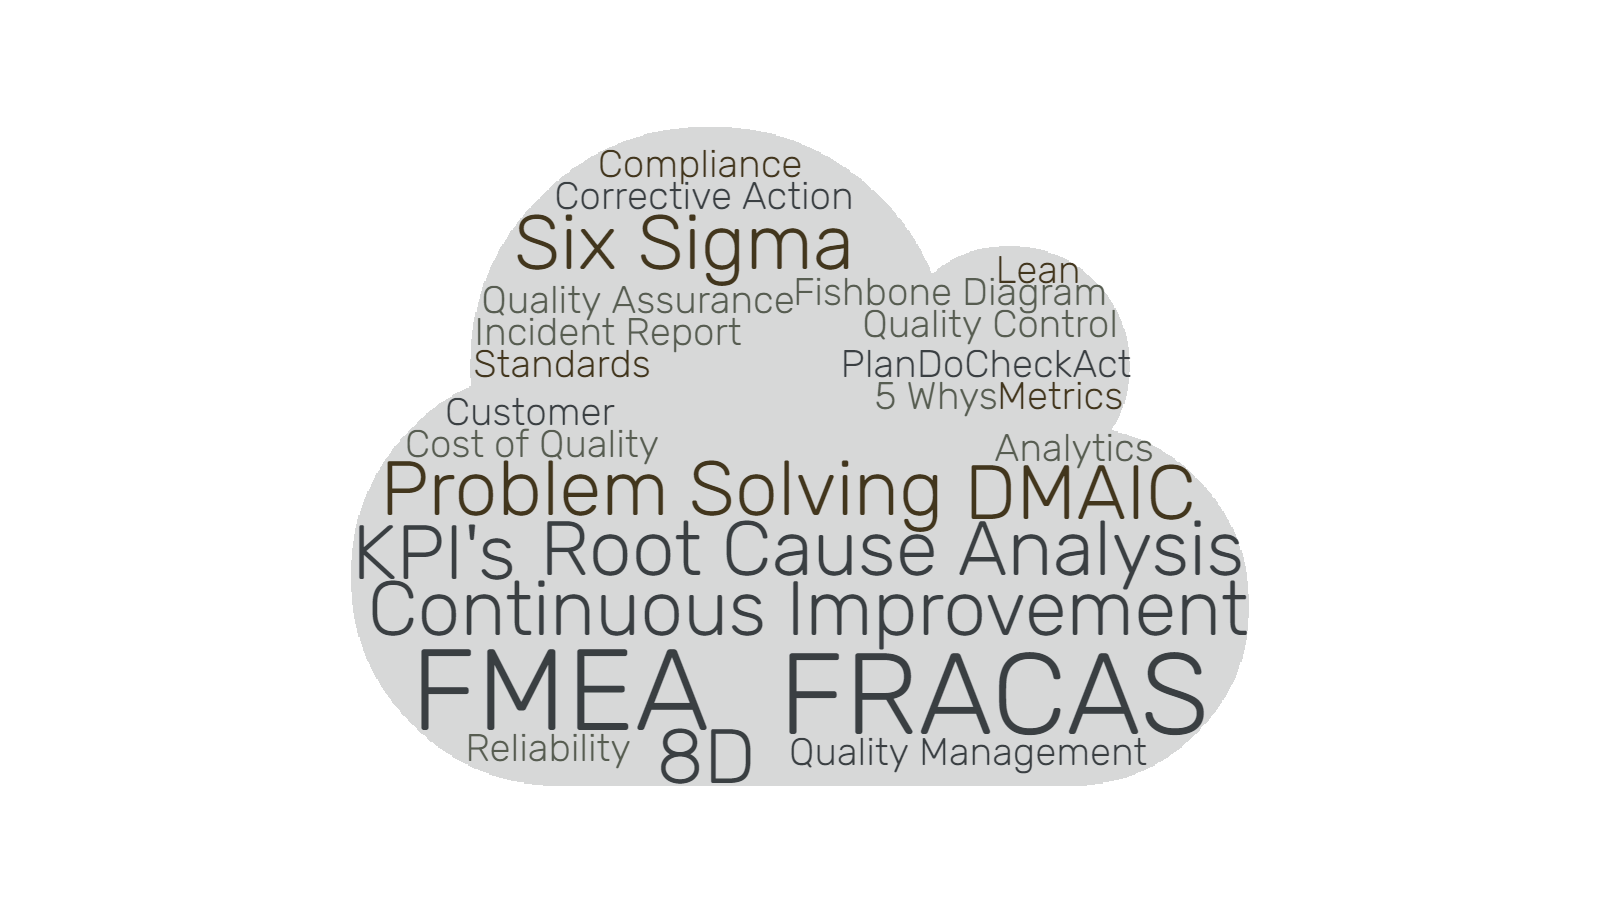 Compliance
Corrective Action
Six Sigma
Lean
Quality Assurance
Fishbone Diagram
Incident Report
Quality Control
Standards
PlanDoCheckAct
5 Whys
Metrics
Customer
Cost of Quality
Analytics
Problem Solving
DMAIC
KPI's
Root Cause Analysis
Continuous Improvement
FMEA
FRACAS
Reliability
8D
Quality Management